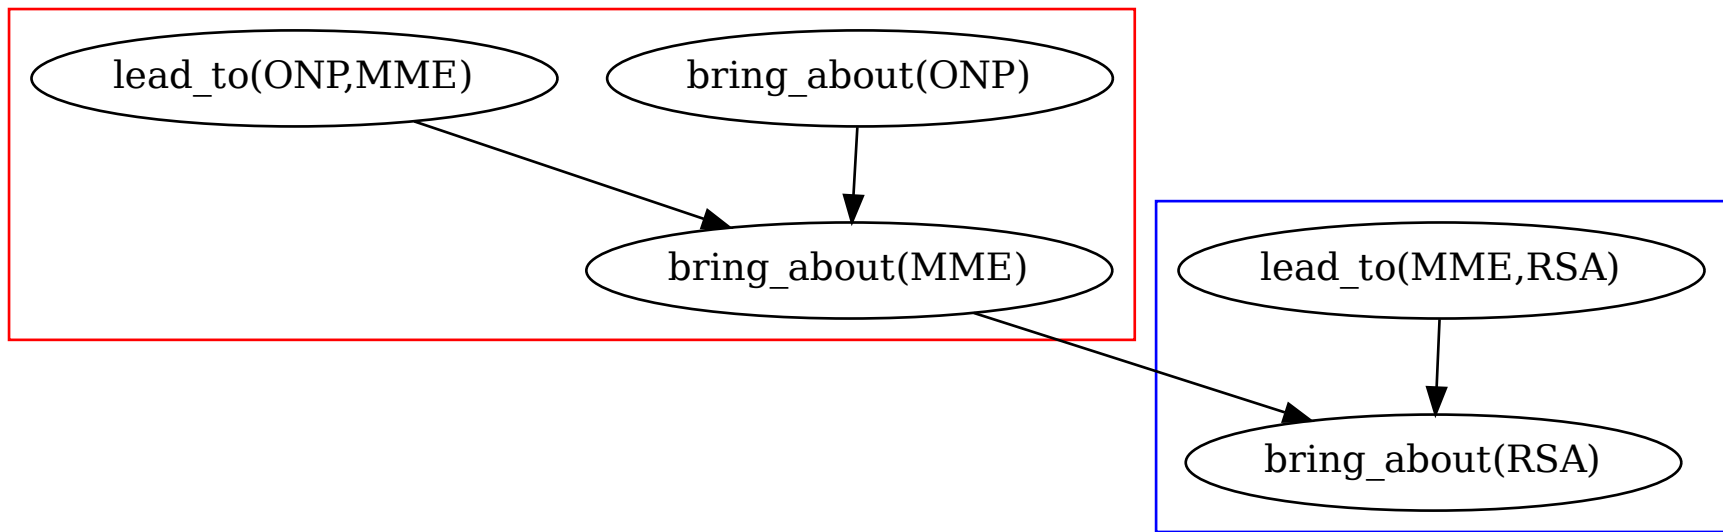 lead_to(ONP,MME)
bring_about(ONP)
bring_about(MME)
lead_to(MME,RSA)
bring_about(RSA)